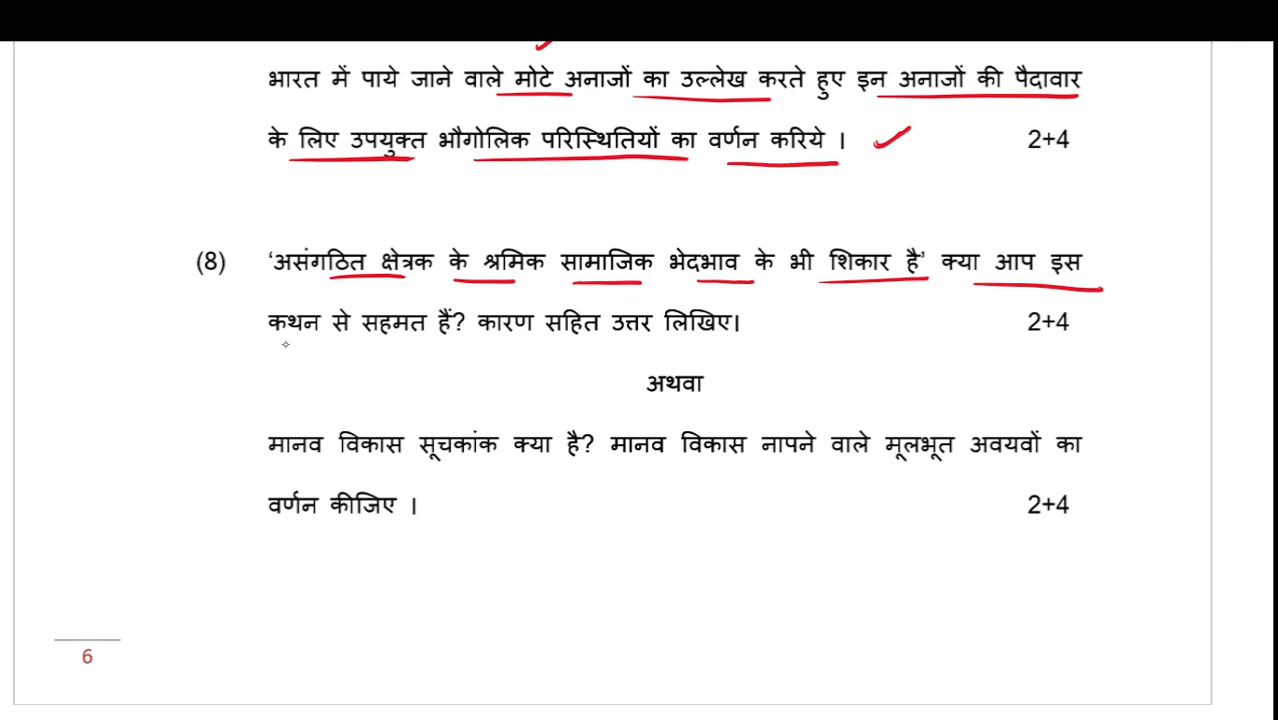 भारत में पाये जाने वाले मोटे अनाजों का उल्लेख करते हुए इन अनाजों की पैदावार
के लिए उपयुक्त भौगोलिक परिस्थितियों का वर्णन करिये । 2+4
(8) ‘असंगठित क्षेत्रक के श्रमिक सामाजिक भेदभाव के भी शिकार है’ क्या आप इस
कथन से सहमत हैं? कारण सहित उत्तर लिखिए। 2+4
अथवा
मानव विकास सूचकांक क्या है? मानव विकास नापने वाले मूलभूत अवयवों का
वर्णन कीजिए । 2+4
6